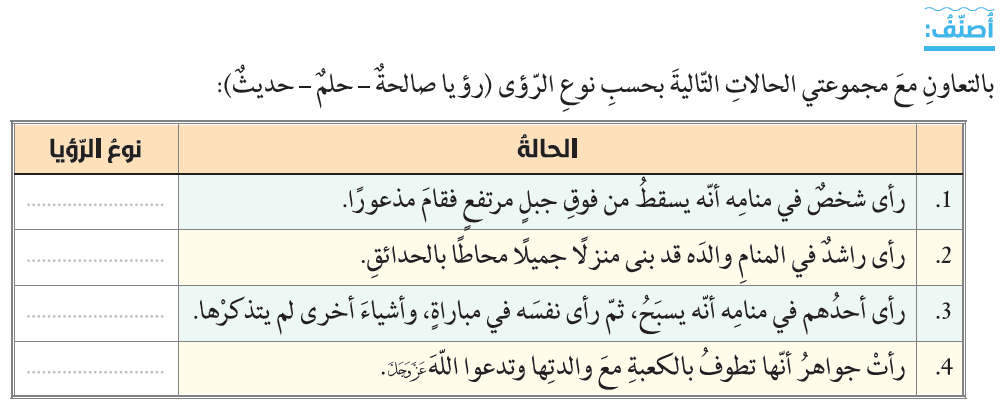 أُصنّفُ:
بالتعاونِ معَ مجموعتي الحالاتِ التّاليةَ بحسبِ نوعِ الرّؤى (رؤيا صالحةٌ – حلمٌ – حديثٌ):
الحالةُ نوعُ الرّؤيا
1. رأى شخصٌ في منامِه أنّه يسقطُ من فوقِ جبلٍ مرتفعٍ فقامَ مذعورًا. ........................
2. رأى راشدٌ في المنامِ والدَه قد بنى منزلًا جميلًا محاطًا بالحدائقِ. ........................
3. رأى أحدُهم في منامِه أنّه يسبَحُ، ثمّ رأى نفسَه في مباراةٍ، وأشياءَ أخرى لم يتذكرْها. ........................
4. رأتْ جواهرُ أنّها تطوفُ بالكعبةِ معَ والدتِها وتدعوا اللّهَ عَزَّوَجَلَّ. ........................